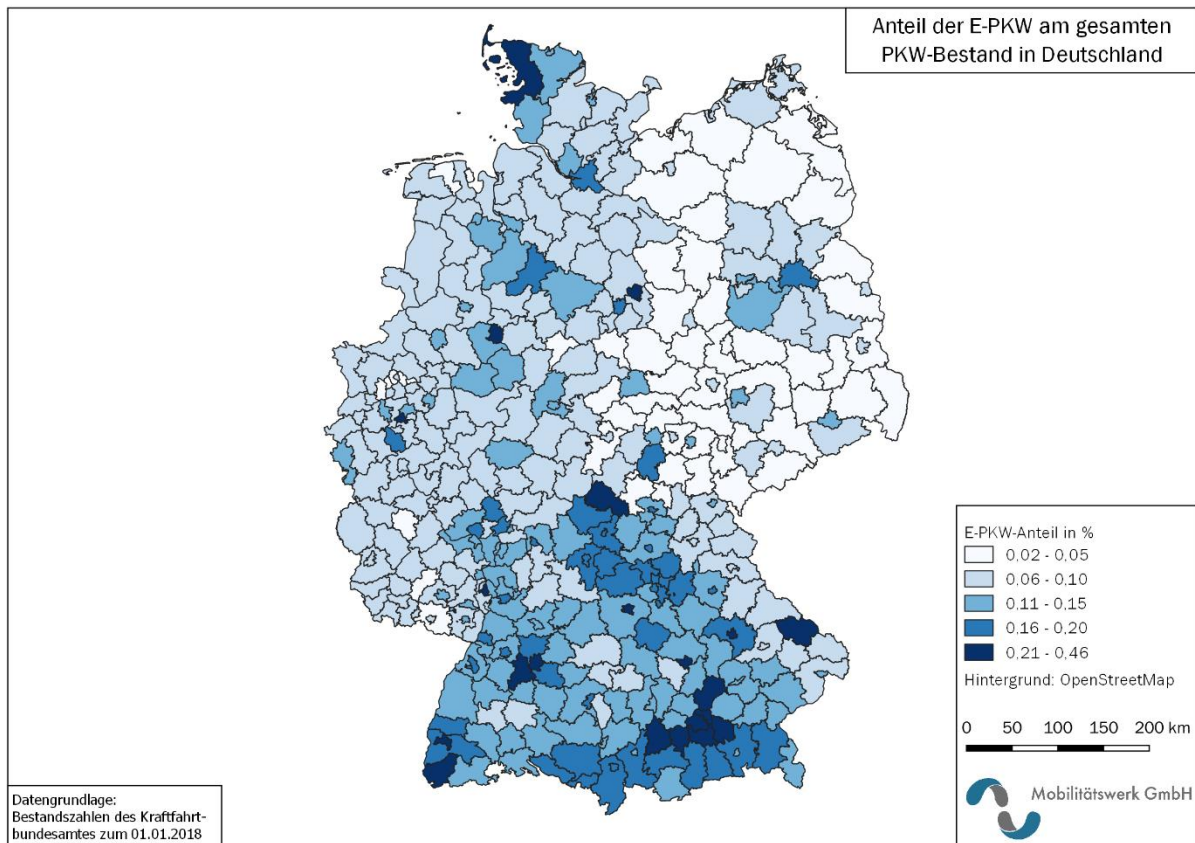 Anteil der E-PKW am gesamten
PKW-Bestand in Deutschland
E-PKW-Anteil in %
0,02 - 0,05
0,06 - 0,10
0,11 - 0,15
0,16 - 0,20
0,21 - 0,46
Hintergrund: OpenStreetMap
0 50 100 150 200 km
Mobilitätswerk GmbH
Datengrundlage:
Bestandszahlen des Kraftfahrt-
bundesamtes zum 01.01.2018